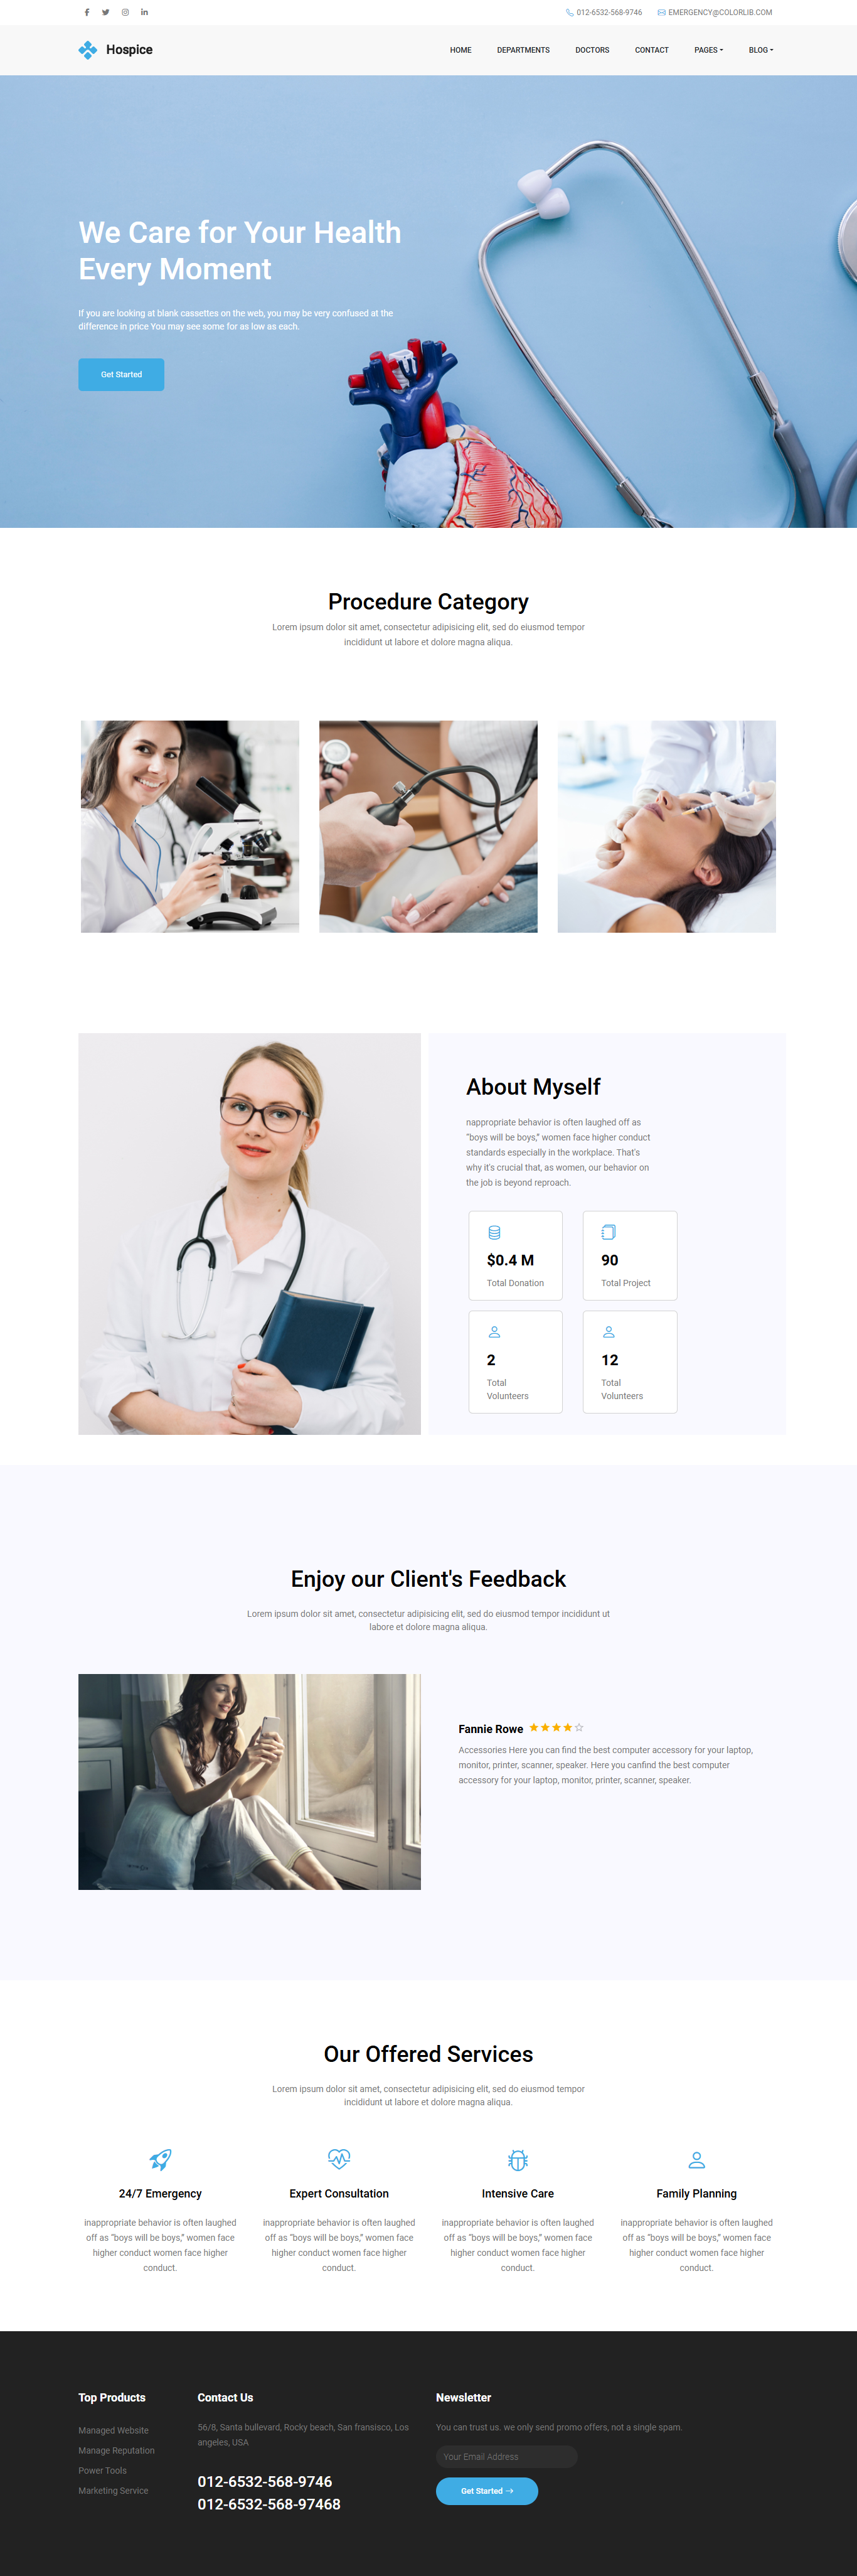 012-6532-568-9746
EMERGENCY@COLORLIB.COM
Hospice
HOME
DEPARTMENTS
DOCTORS
CONTACT
PAGES
BLOG
We Care for Your Health
Every Moment
If you are looking at blank cassettes on the web, you may be very confused at the
difference in price You may see some for as low as each.
Get Started
Procedure Category
Lorem ipsum dolor sit amet, consectetur adipisicing elit, sed do eiusmod tempor
incididunt ut labore et dolore magna aliqua.
About Myself
nappropriate behavior is often laughed off as
“boys will be boys,” women face higher conduct
standards especially in the workplace. That’s
why it’s crucial that, as women, our behavior on
the job is beyond reproach.
$0.4 M
Total Donation
90
Total Project
2
Total
Volunteers
12
Total
Volunteers
Enjoy our Client's Feedback
Lorem ipsum dolor sit amet, consectetur adipisicing elit, sed do eiusmod tempor incididunt ut
labore et dolore magna aliqua.
Fannie Rowe
Accessories Here you can find the best computer accessory for your laptop,
monitor, printer, scanner, speaker. Here you canfind the best computer
accessory for your laptop, monitor, printer, scanner, speaker.
Our Offered Services
Lorem ipsum dolor sit amet, consectetur adipisicing elit, sed do eiusmod tempor
incididunt ut labore et dolore magna aliqua.
24/7 Emergency
inappropriate behavior is often laughed
off as “boys will be boys,” women face
higher conduct women face higher
conduct.
Expert Consultation
inappropriate behavior is often laughed
off as “boys will be boys,” women face
higher conduct women face higher
conduct.
Intensive Care
inappropriate behavior is often laughed
off as “boys will be boys,” women face
higher conduct women face higher
conduct.
Family Planning
inappropriate behavior is often laughed
off as “boys will be boys,” women face
higher conduct women face higher
conduct.
Top Products
Managed Website
Manage Reputation
Power Tools
Marketing Service
Contact Us
56/8, Santa bullevard, Rocky beach, San fransisco, Los
angeles, USA
012-6532-568-9746
012-6532-568-97468
Newsletter
You can trust us. we only send promo offers, not a single spam.
Your Email Address
Get Started